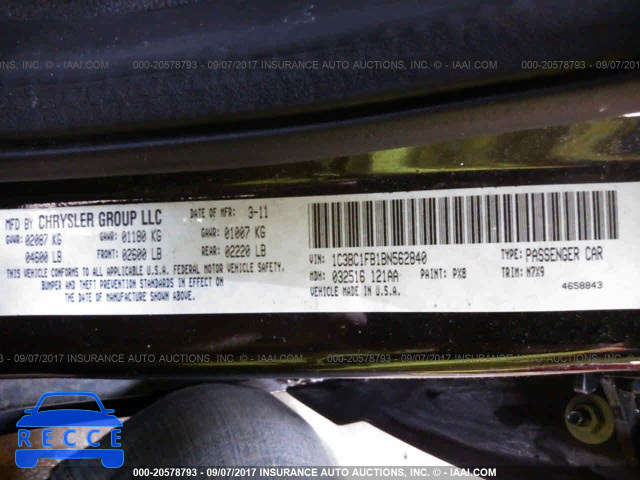 000-20578793 - 09/07/2017 INSURANCE AUTO AUCTIONS, INC. - © - IAAI.COM
MFD BY CHRYSLER GROUP LLC DATE OF MFR: 3-11
GVWR: 02087 KG GAWR: 01180 KG GAWR: 01007 KG
04600 LB FRONT: 02600 LB REAR: 02220 LB
THIS VEHICLE CONFORMS TO ALL APPLICABLE U.S.A. FEDERAL MOTOR VEHICLE SAFETY,
BUMPER AND THEFT PREVENTION STANDARDS IN EFFECT ON
THE DATE OF MANUFACTURE SHOWN ABOVE.
VIN: 1C3BC1FB1BN562840 TYPE: PASSENGER CAR
MDH: 032516 121AA PAINT: PX8 TRIM: M7X9
VEHICLE MADE IN U.S.A. 4658843
000-20578793 - 09/07/2017
INSURANCE AUTO AUCTIONS, INC. - © - IAAI.COM
RECCE
000-20578793 - 09/07/2017 INSURANCE AUTO AUCTIONS, INC. - © - IAAI.COM